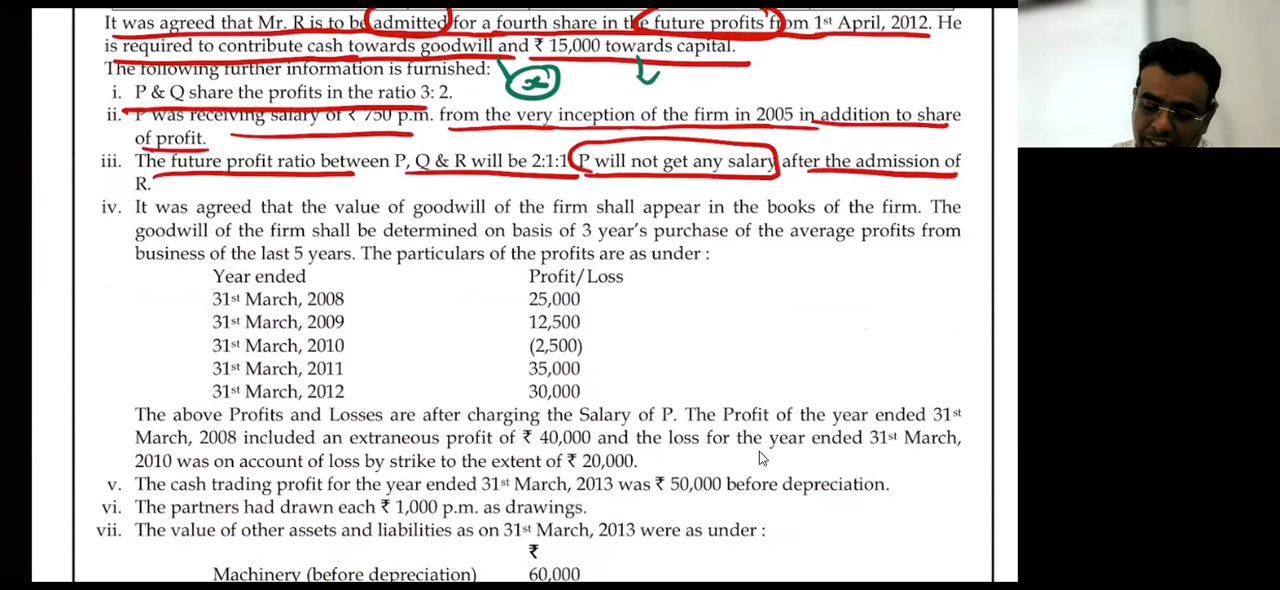 It was agreed that Mr. R is to be admitted for a fourth share in the future profits from 1st April, 2012. He
is required to contribute cash towards goodwill and ₹ 15,000 towards capital.
The following further information is furnished:
x
i. P & Q share the profits in the ratio 3: 2.
ii. P was receiving salary of ₹ 750 p.m. from the very inception of the firm in 2005 in addition to share
of profit.
iii. The future profit ratio between P, Q & R will be 2:1:1 P will not get any salary after the admission of
R.
iv. It was agreed that the value of goodwill of the firm shall appear in the books of the firm. The
goodwill of the firm shall be determined on basis of 3 year's purchase of the average profits from
business of the last 5 years. The particulars of the profits are as under :
Year ended Profit/Loss
31st March, 2008 25,000
31st March, 2009 12,500
31st March, 2010 (2,500)
31st March, 2011 35,000
31st March, 2012 30,000
The above Profits and Losses are after charging the Salary of P. The Profit of the year ended 31st
March, 2008 included an extraneous profit of ₹ 40,000 and the loss for the year ended 31st March,
2010 was on account of loss by strike to the extent of ₹ 20,000.
v. The cash trading profit for the year ended 31st March, 2013 was ₹ 50,000 before depreciation.
vi. The partners had drawn each ₹ 1,000 p.m. as drawings.
vii. The value of other assets and liabilities as on 31st March, 2013 were as under :
₹
Machinery (before depreciation) 60,000